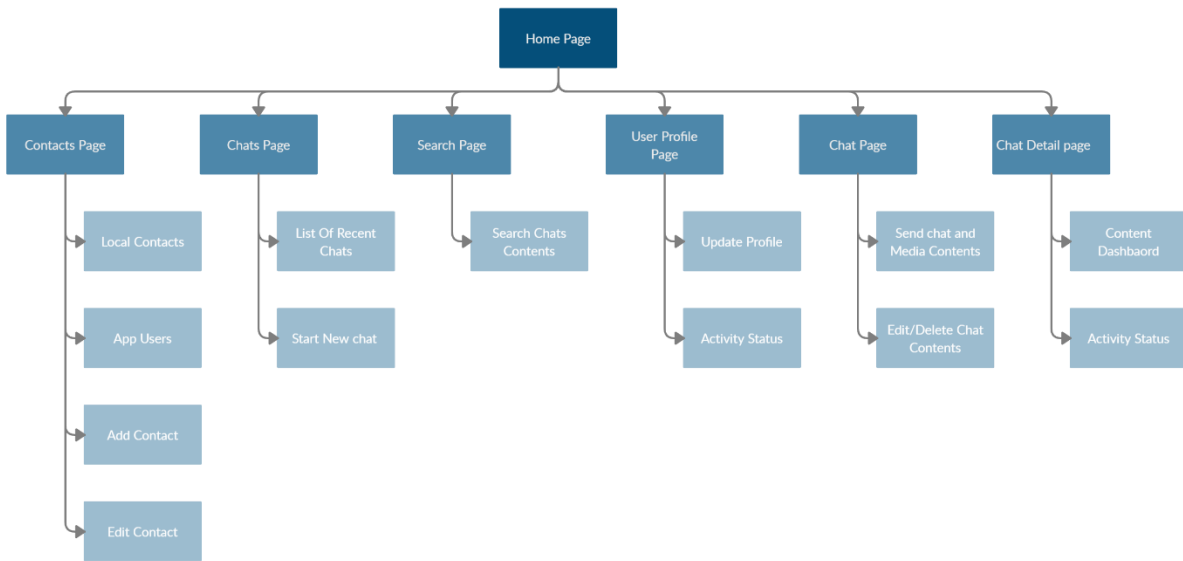 Home Page
Contacts Page
Chats Page
Search Page
User Profile
Page
Chat Page
Chat Detail page
Local Contacts
List Of Recent
Chats
Search Chats
Contents
Update Profile
Send chat and
Media Contents
Content
Dashbaord
App Users
Start New chat
Activity Status
Edit/Delete Chat
Contents
Activity Status
Add Contact
Edit Contact